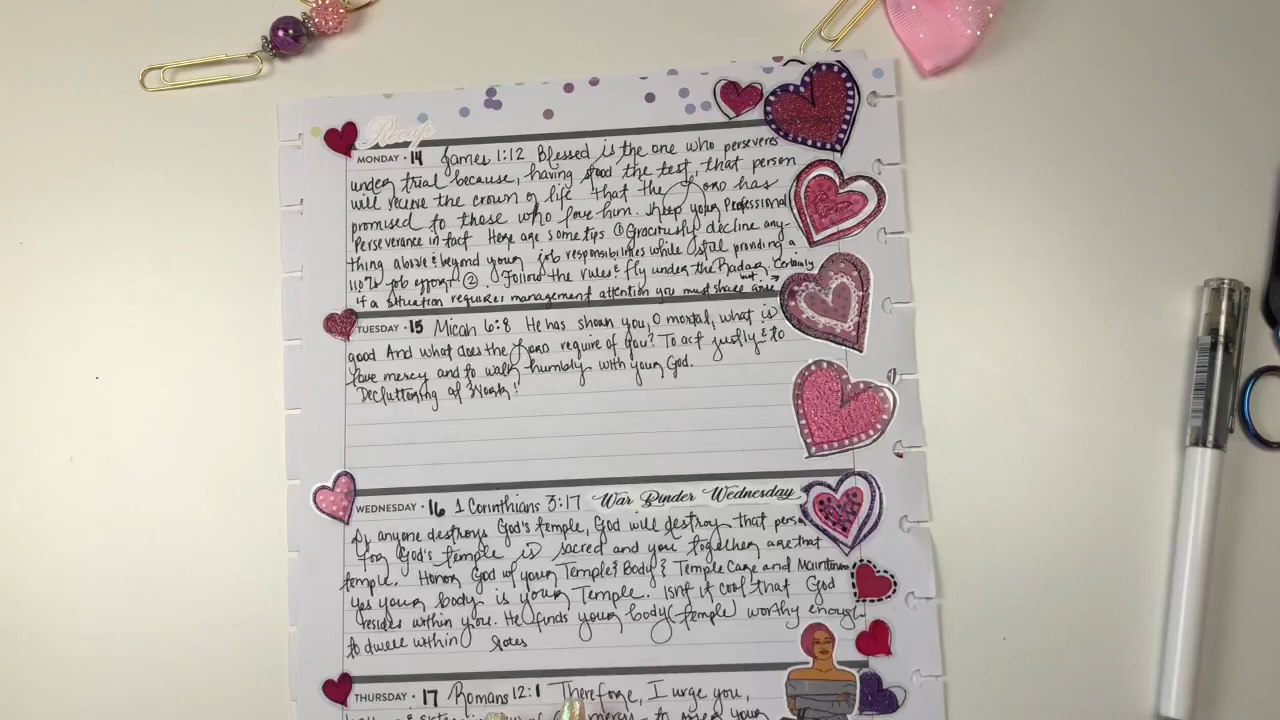 Recap
MONDAY · 14 James 1:12 Blessed is the one who perseveres
under trial because, having stood the test, that person
will receive the crown of life that the LORD has
promised to those who love him. Keep your Professional
Perseverance in tact Here are some tips ① Graciously decline any-
thing above & beyond your job responsibilities while still providing a
110% job effort ② Follow the rules & fly under the Radar. Certainly
but →
if a situation requires management attention you must share
TUESDAY · 15 Micah 6:8 He has shown you, O mortal, what is
good And what does the LORD require of you? To act justly & to
love mercy and to walk humbly with your God.
Decluttering of
WEDNESDAY · 16 1 Corinthians 3:17 War Binder Wednesday
If anyone destroys God's temple, God will destroy that
for God's temple is sacred and you together are that
temple. Honor God w/ your Temple & Body & Temple Care and
yes your body is your Temple. Isn't it cool that God
resides within you. He finds your body (temple) worthy enough
to dwell within
THURSDAY · 17 Romans 12:1 Therefore, I urge you,
mercy to offer your